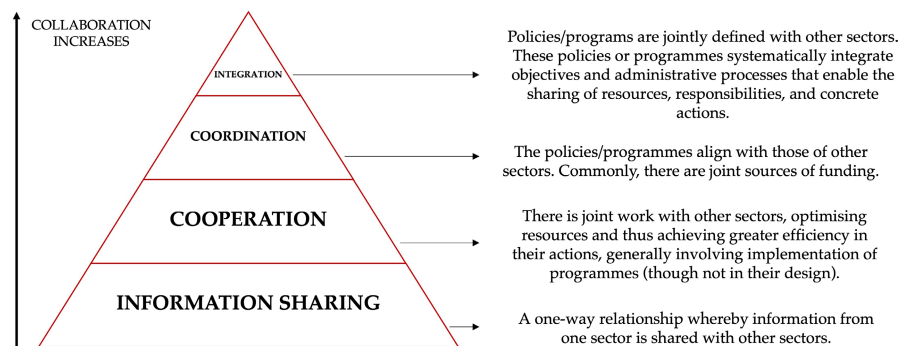 COLLABORATION
INCREASES
INTEGRATION
Policies/programs are jointly defined with other sectors.
These policies or programmes systematically integrate
objectives and administrative processes that enable the
sharing of resources, responsibilities, and concrete
actions.
COORDINATION
The policies/programmes align with those of other
sectors. Commonly, there are joint sources of funding.
COOPERATION
There is joint work with other sectors, optimising
resources and thus achieving greater efficiency in
their actions, generally involving implementation of
programmes (though not in their design).
INFORMATION SHARING
A one-way relationship whereby information from
one sector is shared with other sectors.